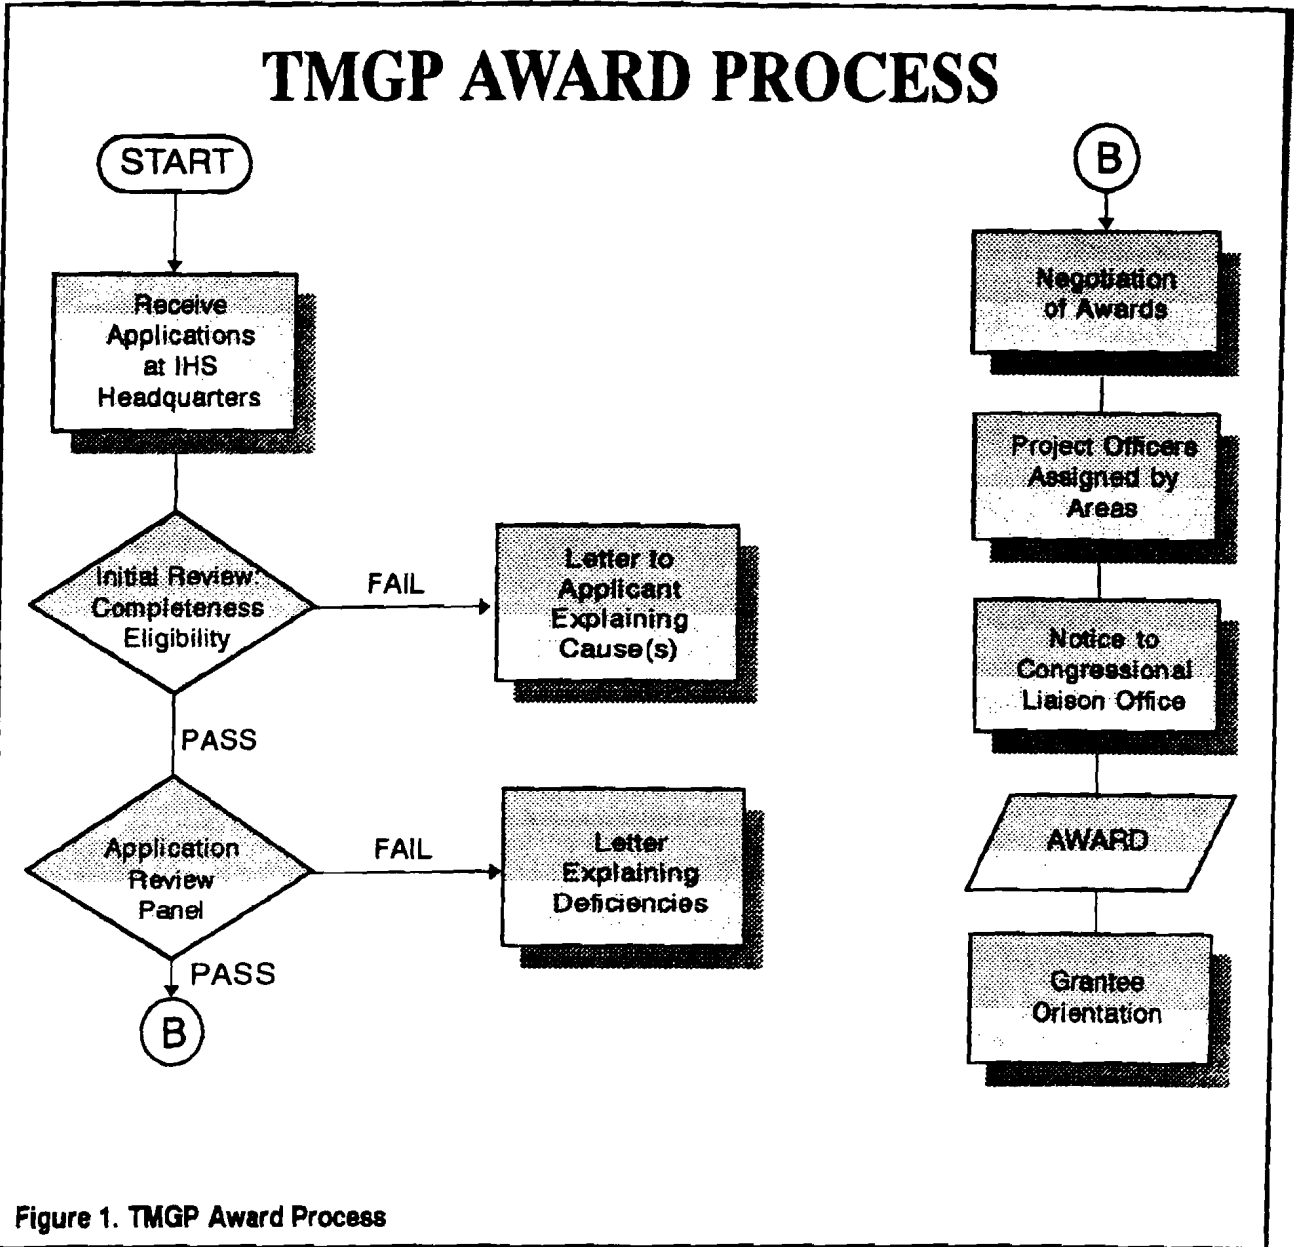 TMGP AWARD PROCESS
START
Receive
Applications
at IHS
Headquarters
Initial Review:
Completeness
Eligibility
FAIL
Letter to
Applicant
Explaining
Cause(s)
PASS
Application
Review
Panel
FAIL
Letter
Explaining
Deficiencies
PASS
B
B
Negotiation
of Awards
Project Officers
Assigned by
Areas
Notice to
Congressional
Liaison Office
AWARD
Grantee
Orientation
Figure 1. TMGP Award Process